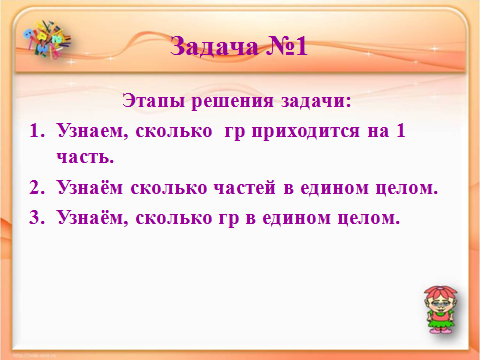 Задача №1
Этапы решения задачи:
1. Узнаем, сколько гр приходится на 1
часть.
2. Узнаём сколько частей в едином целом.
3. Узнаём, сколько гр в едином целом.